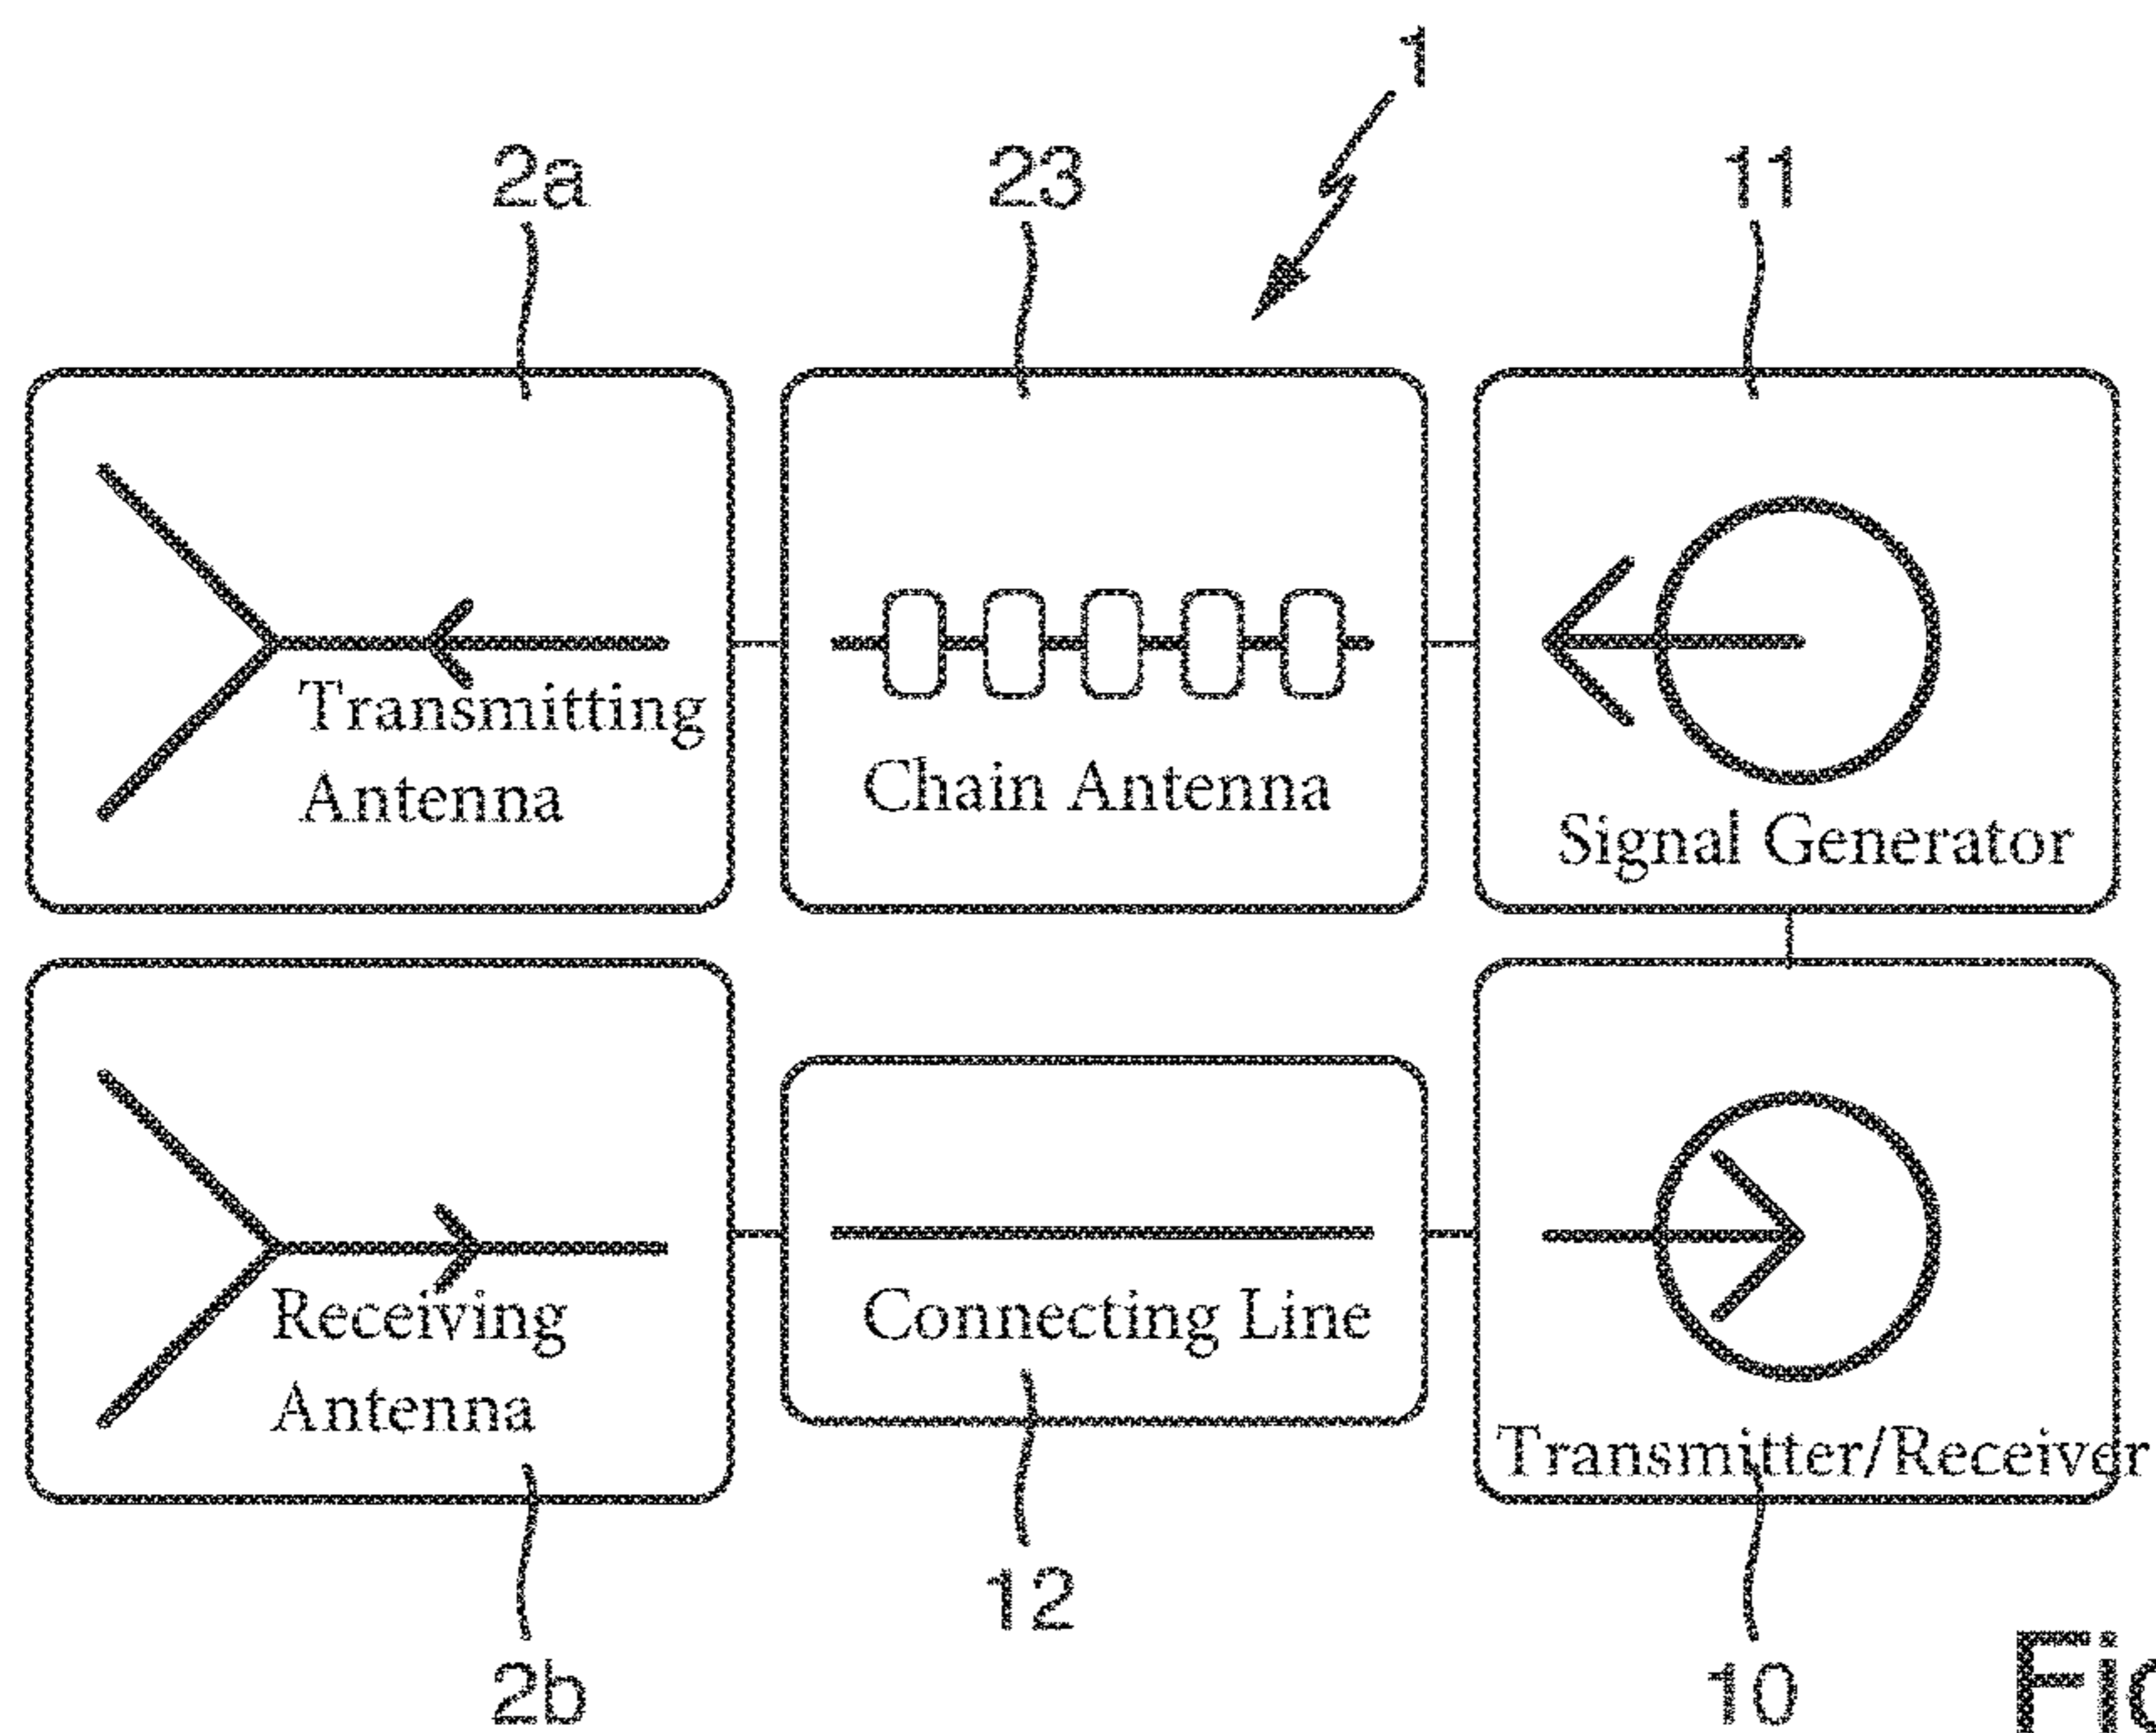 1
2a
23
11
Transmitting
Antenna
Chain Antenna
Signal Generator
Receiving
Antenna
Connecting Line
Transmitter/Receiver
12
2b
10